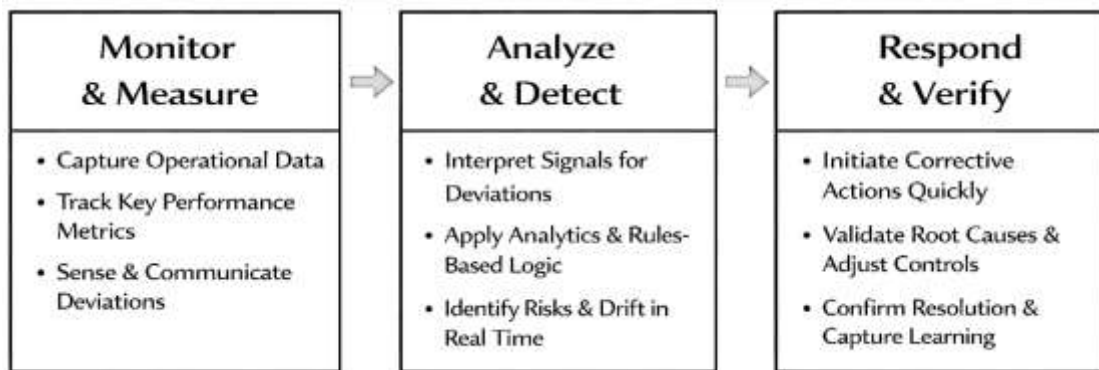 Monitor
& Measure
• Capture Operational Data
• Track Key Performance
Metrics
• Sense & Communicate
Deviations
Analyze
& Detect
• Interpret Signals for
Deviations
• Apply Analytics & Rules-
Based Logic
• Identify Risks & Drift in
Real Time
Respond
& Verify
• Initiate Corrective
Actions Quickly
• Validate Root Causes &
Adjust Controls
• Confirm Resolution &
Capture Learning